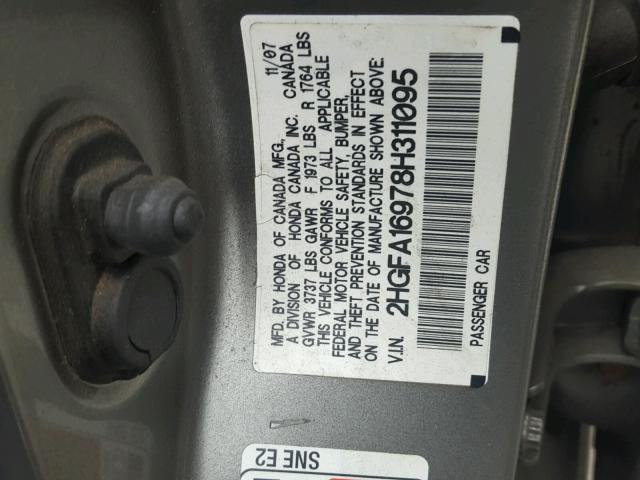 MFD. BY HONDA OF CANADA MFG. 11/07
A DIVISION OF HONDA CANADA INC. CANADA
GVWR 3737 LBS GAWR F 1973 LBS R 1764 LBS
THIS VEHICLE CONFORMS TO ALL APPLICABLE
FEDERAL MOTOR VEHICLE SAFETY, BUMPER,
AND THEFT PREVENTION STANDARDS IN EFFECT
ON THE DATE OF MANUFACTURE SHOWN ABOVE.
V.I.N. 2HGFA16978H311095
PASSENGER CAR
SNE E2